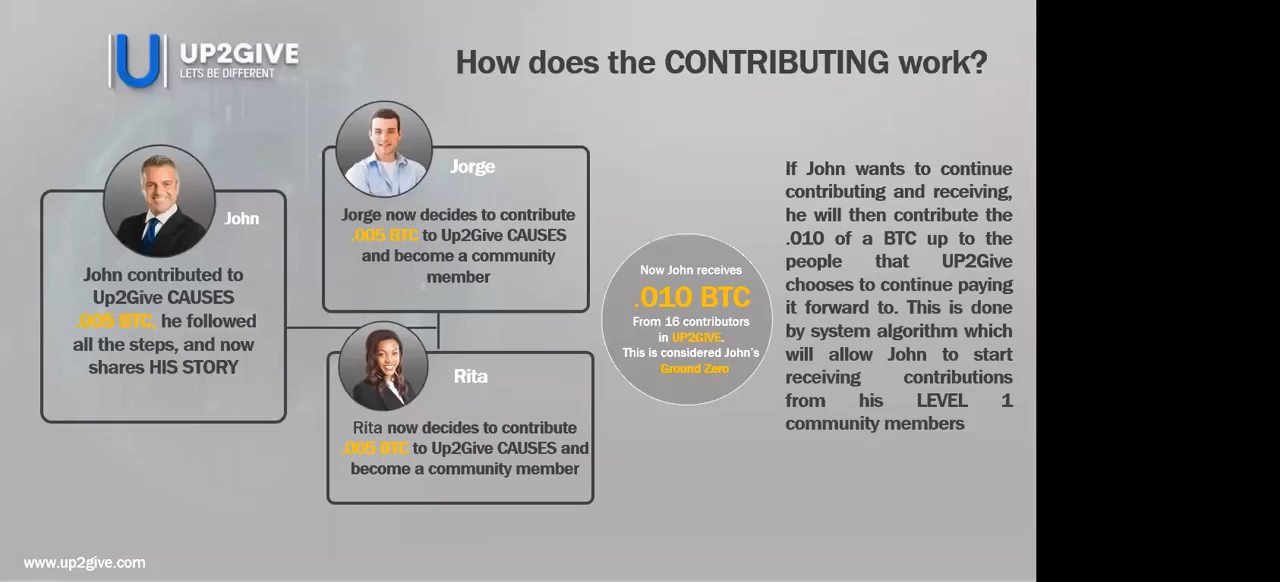 UP2GIVE
LETS BE DIFFERENT
How does the CONTRIBUTING work?
John
John contributed to
Up2Give CAUSES
.005 BTC, he followed
all the steps, and now
shares HIS STORY
Jorge
Jorge now decides to contribute
.005 BTC to Up2Give CAUSES
and become a community
member
Rita
Rita now decides to contribute
.005 BTC to Up2Give CAUSES and
become a community member
Now John receives
.010 BTC
From 16 contributors
in UP2GIVE.
This is considered John's
Ground Zero
If John wants to continue
contributing and receiving,
he will then contribute the
.010 of a BTC up to the
people that UP2Give
chooses to continue paying
it forward to. This is done
by system algorithm which
will allow John to start
receiving contributions
from his LEVEL 1
community members
www.up2give.com